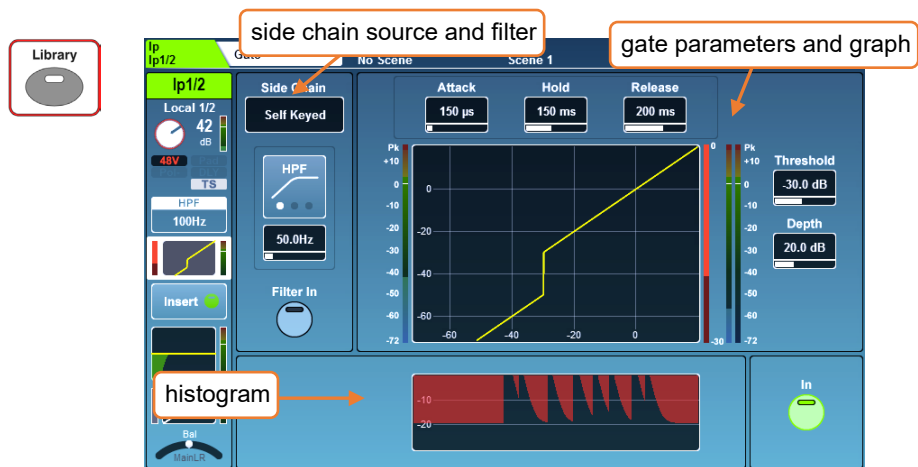 Library
side chain source and filter
gate parameters and graph
Ip
Ip1/2
No Scene
Scene 1
Ip1/2
Local 1/2
42
dB
48V
TS
HPF
100Hz
Insert
Bal
MainLR
Side Chain
Self Keyed
HPF
50.0Hz
Filter In
Attack
Hold
Release
150 µs
150 ms
200 ms
Pk
+10
0
-10
-20
-30
-40
-50
-60
-72
0
-20
-40
-60
-60
-40
-20
0
0
-30
Pk
+10
0
-10
-20
-30
-40
-50
-60
-72
Threshold
-30.0 dB
Depth
20.0 dB
histogram
-10
-20
In